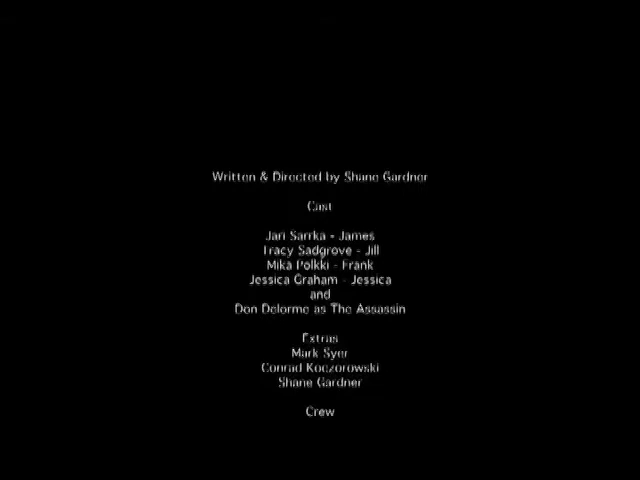 Written & Directed by Shane Gardner
Cast
Jari Sarrka - James
Tracy Sadgrove - Jill
Mika Polkki - Frank
Jessica Graham - Jessica
and
Don Delorme as The Assassin
Extras
Mark Syer
Conrad Koczorowski
Shane Gardner
Crew